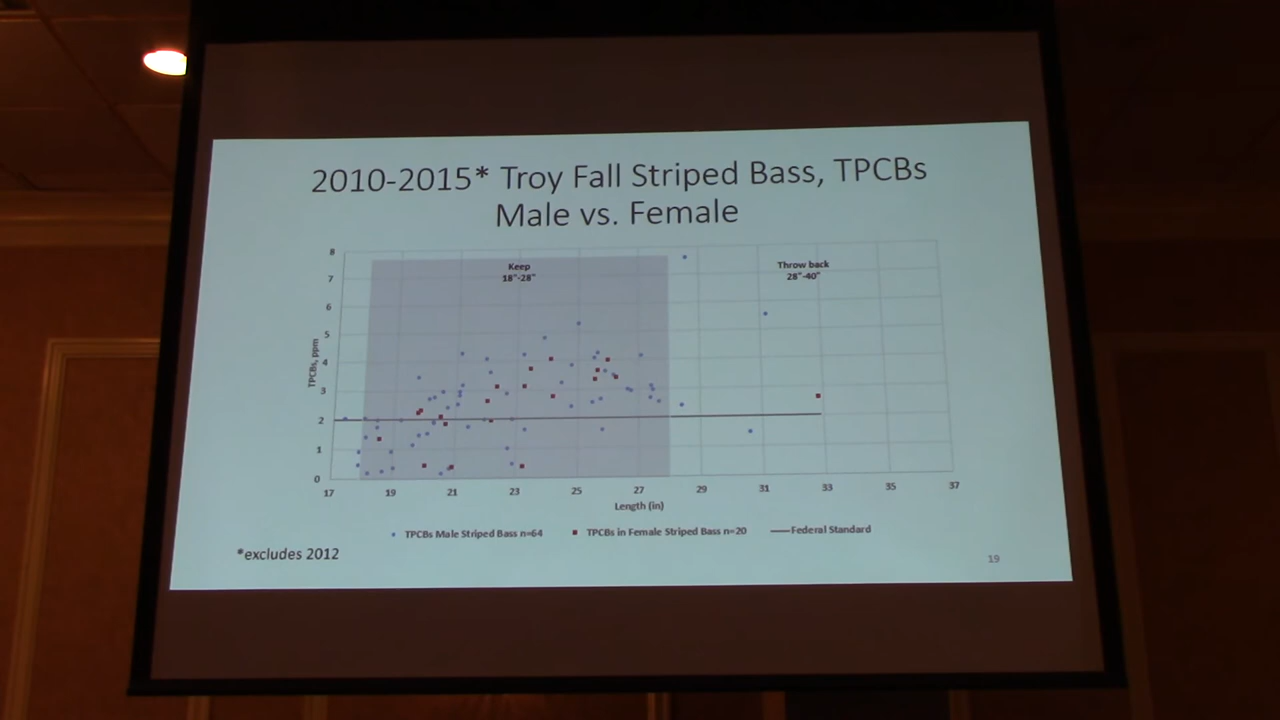 2010-2015* Troy Fall Striped Bass, TPCBs
Male vs. Female
8
7
6
5
4
3
2
1
0
TPCBs, ppm
Keep
18"-28"
Throw back
28"-40"
17 19 21 23 25 27 29 31 33 35 37
Length (in)
TPCBs Male Striped Bass n=64 TPCBs in Female Striped Bass n=20 Federal Standard
*excludes 2012
19